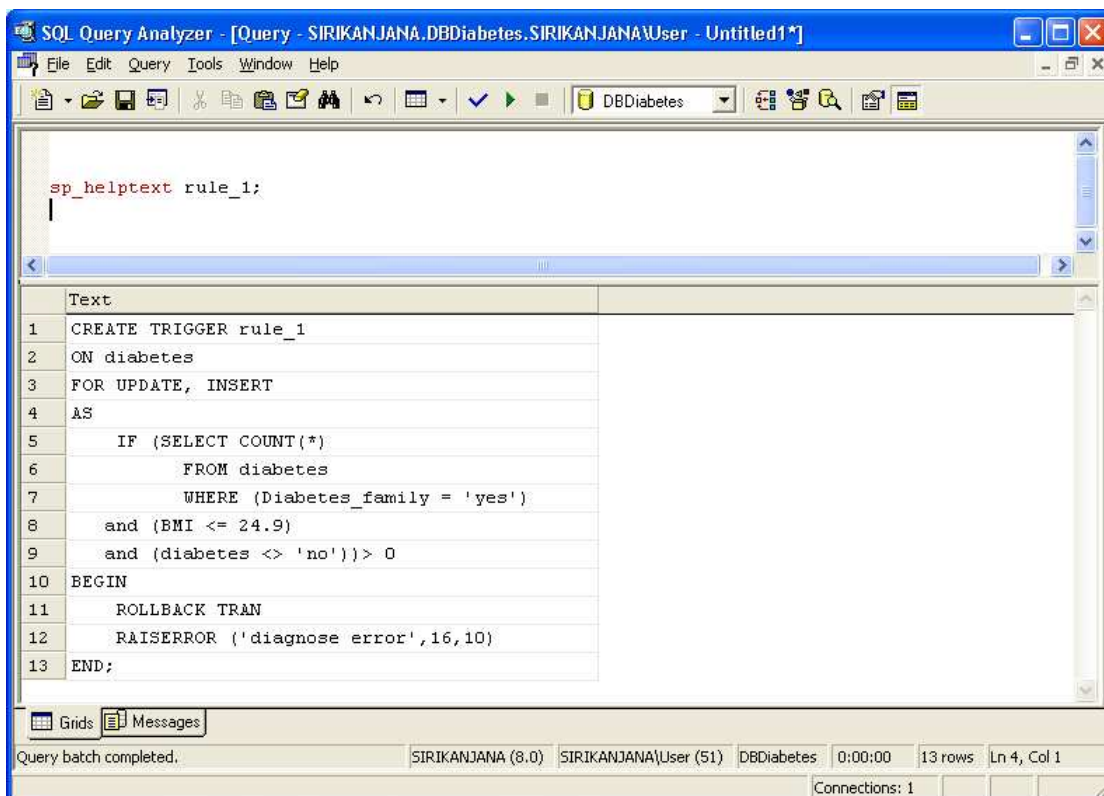 SQL Query Analyzer - [Query - SIRIKANJANA.DBDiabetes.SIRIKANJANA\User - Untitled1*]
File Edit Query Tools Window Help
DBDiabetes
sp_helptext rule_1;
Text
1 CREATE TRIGGER rule_1
2 ON diabetes
3 FOR UPDATE, INSERT
4 AS
5 IF (SELECT COUNT(*)
6 FROM diabetes
7 WHERE (Diabetes_family = 'yes')
8 and (BMI <= 24.9)
9 and (diabetes <> 'no'))> 0
10 BEGIN
11 ROLLBACK TRAN
12 RAISERROR ('diagnose error',16,10)
13 END;
Grids Messages
Query batch completed. SIRIKANJANA (8.0) SIRIKANJANA\User (51) DBDiabetes 0:00:00 13 rows Ln 4, Col 1
Connections: 1